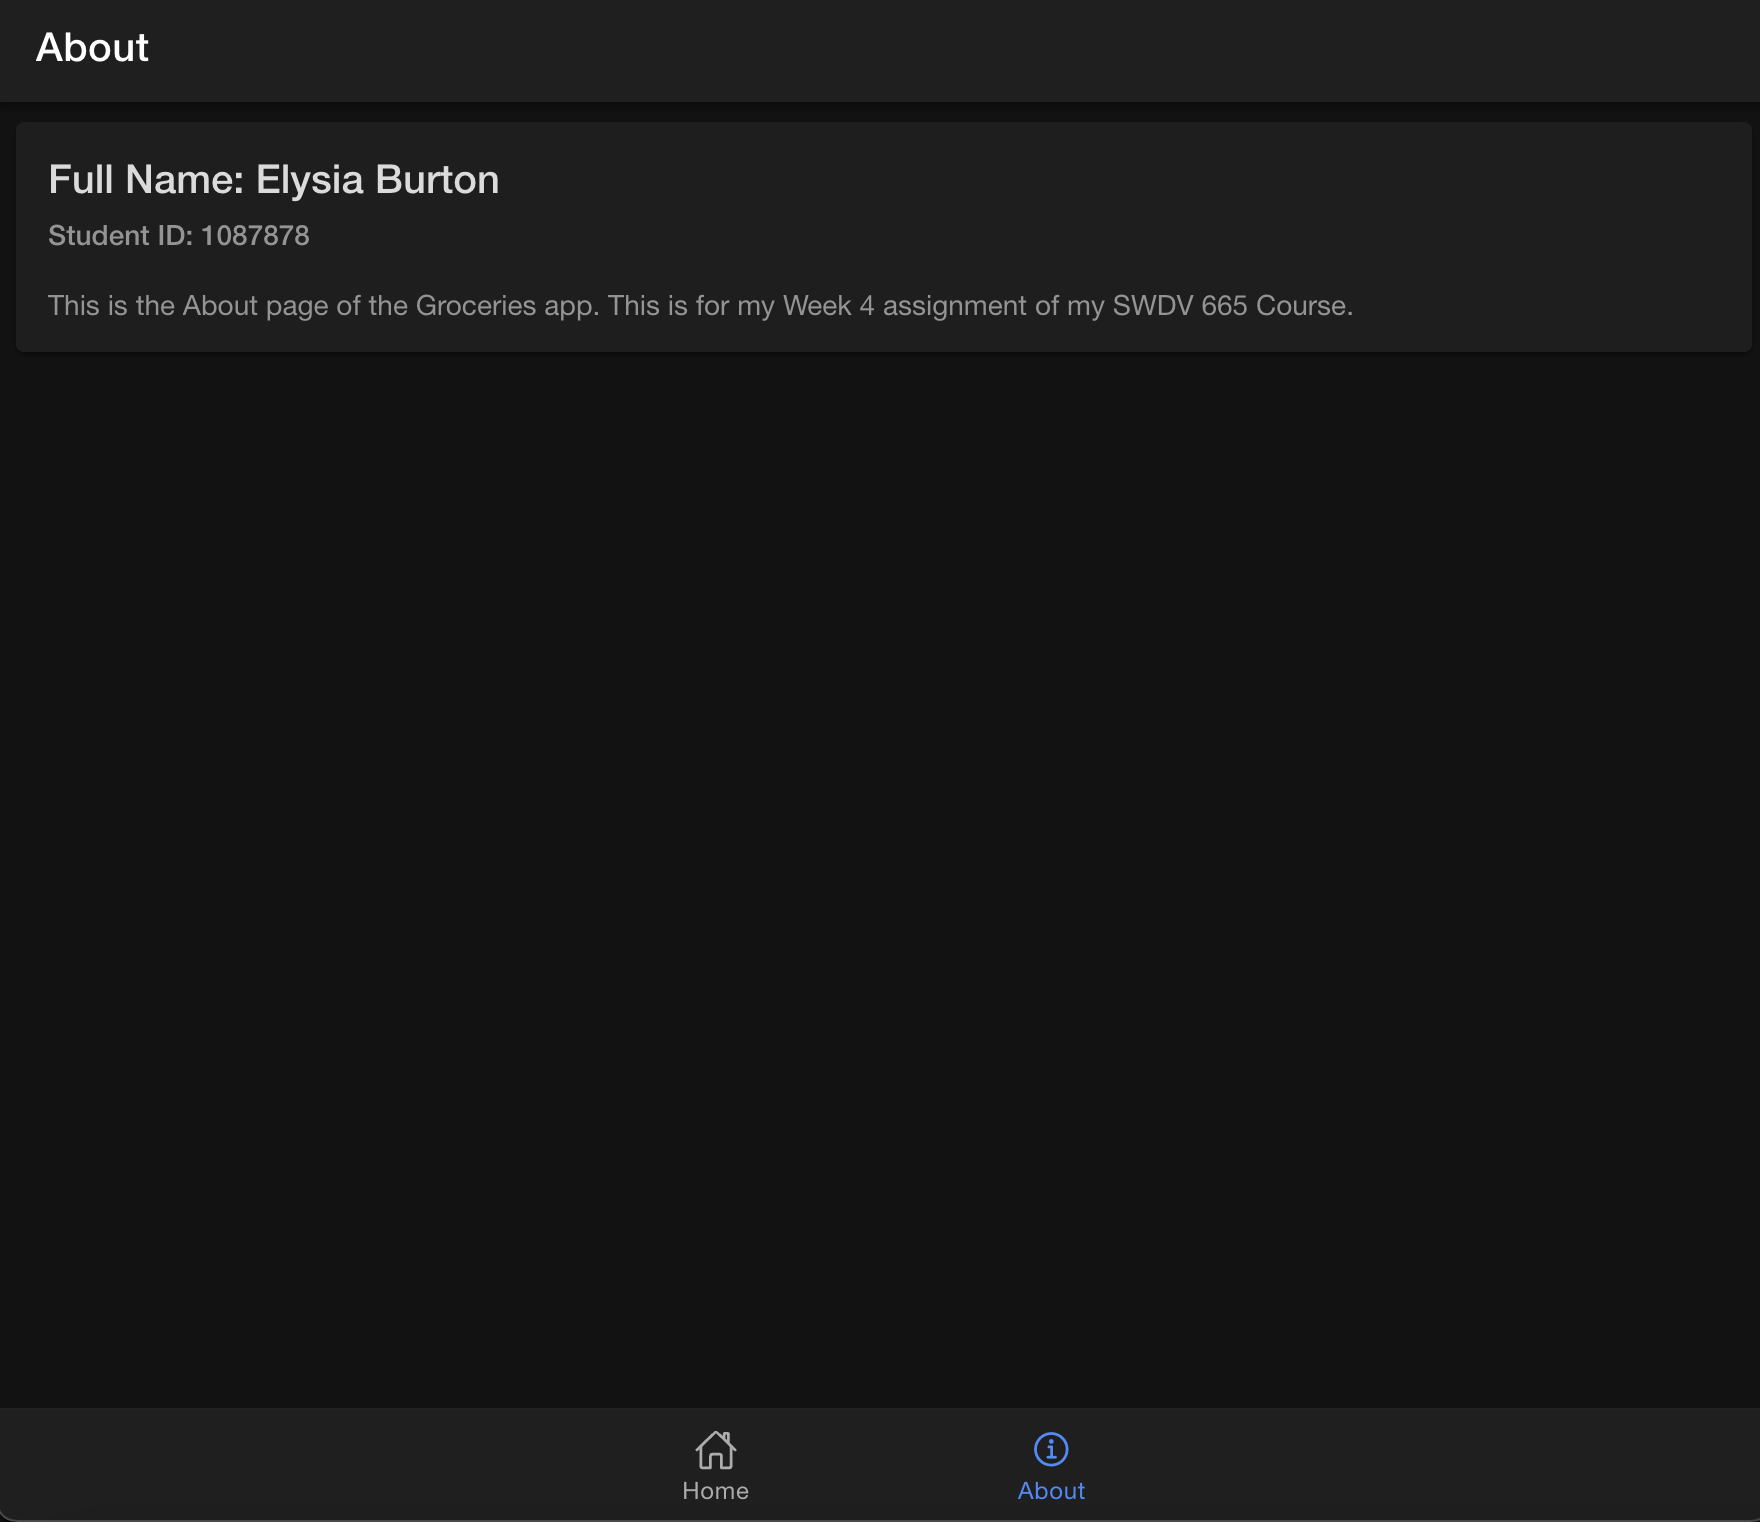 About
Full Name: Elysia Burton
Student ID: 1087878
This is the About page of the Groceries app. This is for my Week 4 assignment of my SWDV 665 Course.
Home
About